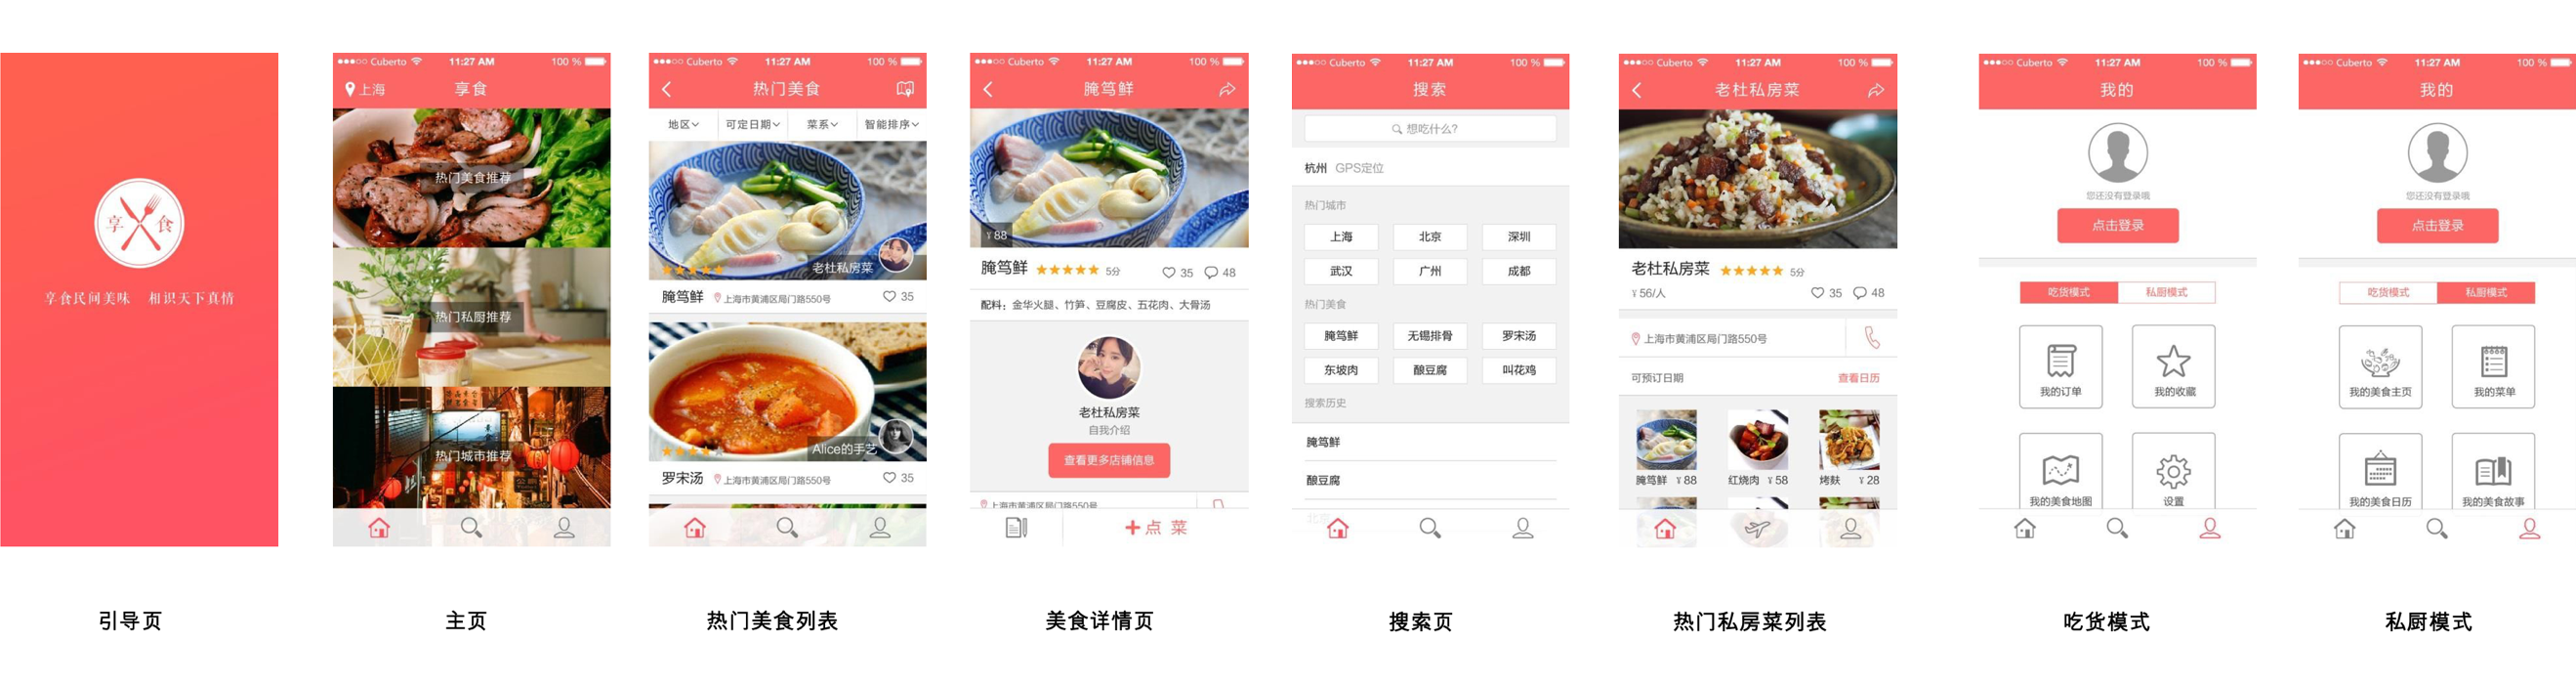 享 食
享食民间美味 相识天下真情
引导页
Cuberto 11:27 AM 100 %
上海 享食
热门美食推荐
热门私厨推荐
热门城市推荐
主页
Cuberto 11:27 AM 100 %
热门美食
地区 可定日期 菜系 智能排序
老杜私房菜
腌笃鲜 上海市黄浦区局门路550号 35
Alice的手艺
罗宋汤 上海市黄浦区局门路550号 35
热门美食列表
Cuberto 11:27 AM 100 %
腌笃鲜
¥ 88
腌笃鲜 5分 35 48
配料：金华火腿、竹笋、豆腐皮、五花肉、大骨汤
老杜私房菜
自我介绍
查看更多店铺信息
上海市黄浦区局门路550号
+点 菜
美食详情页
Cuberto 11:27 AM 100 %
搜索
想吃什么?
杭州 GPS定位
热门城市
上海 北京 深圳
武汉 广州 成都
热门美食
腌笃鲜 无锡排骨 罗宋汤
东坡肉 酿豆腐 叫花鸡
搜索历史
腌笃鲜
酿豆腐
搜索页
Cuberto 11:27 AM 100 %
老杜私房菜
老杜私房菜 5分
¥ 56/人 35 48
上海市黄浦区局门路550号
可预订日期 查看日历
腌笃鲜 ¥ 88 红烧肉 ¥ 58 烤麸 ¥ 28
热门私房菜列表
Cuberto 11:27 AM 100 %
我的
您还没有登录哦
点击登录
吃货模式 私厨模式
我的订单 我的收藏
我的美食地图 设置
吃货模式
Cuberto 11:27 AM 100 %
我的
您还没有登录哦
点击登录
吃货模式 私厨模式
我的美食主页 我的菜单
我的美食日历 我的美食故事
私厨模式